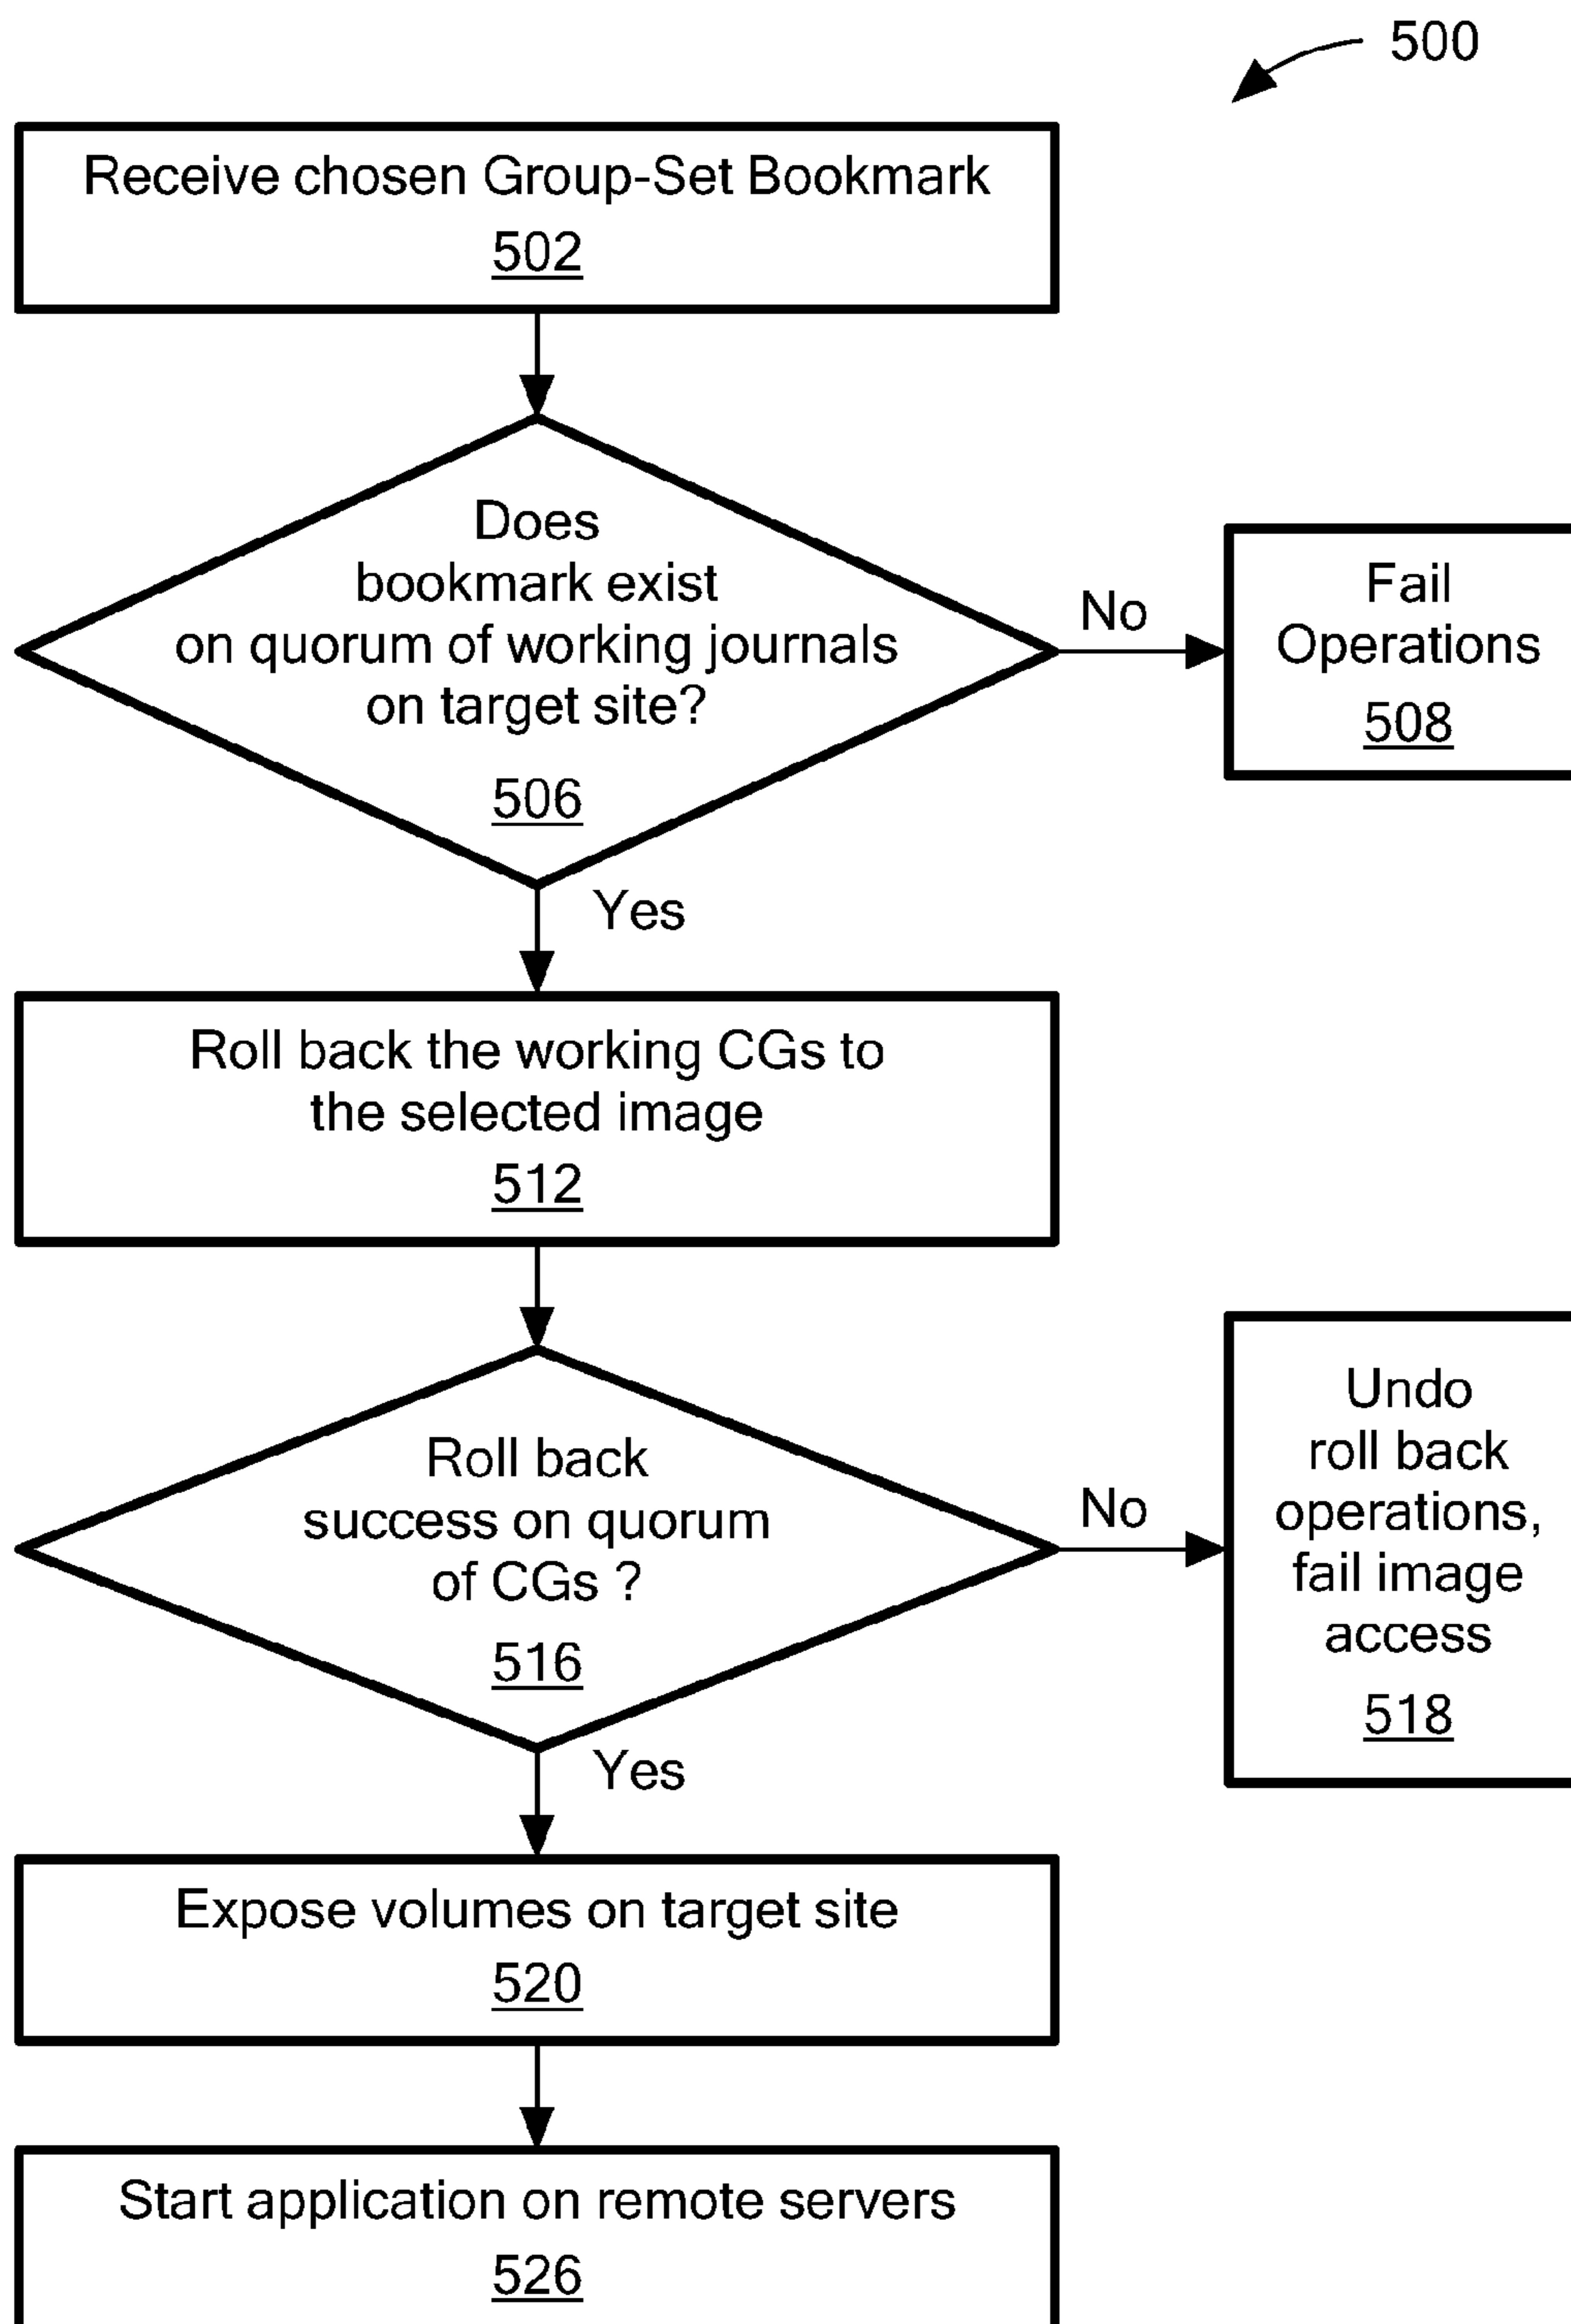 500
Receive chosen Group-Set Bookmark
502
Does
bookmark exist
on quorum of working journals
on target site?
506
No
Fail
Operations
508
Yes
Roll back the working CGs to
the selected image
512
Roll back
success on quorum
of CGs ?
516
No
Undo
roll back
operations,
fail image
access
518
Yes
Expose volumes on target site
520
Start application on remote servers
526